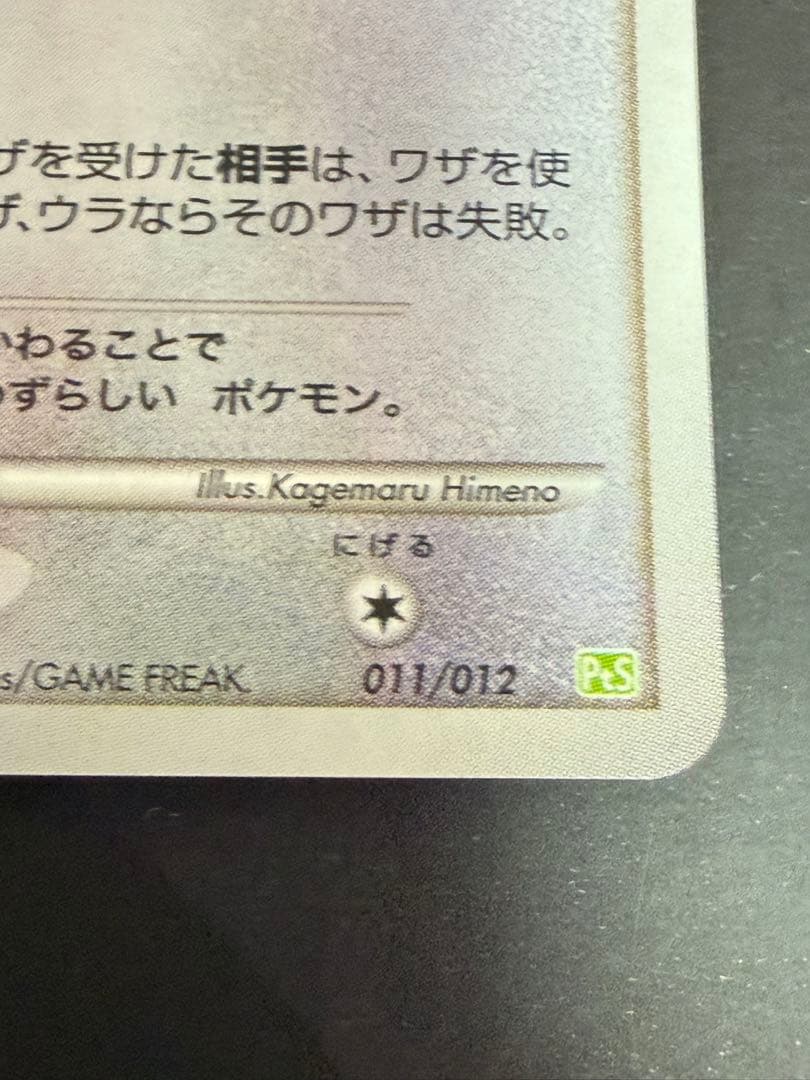 ザを受けた相手は、ワザを使
ザ、ウラならそのワザは失敗。
かわることで
ずらしい ポケモン。
Illus.Kagemaru Himeno
にげる
s/GAME FREAK
011/012
PtS